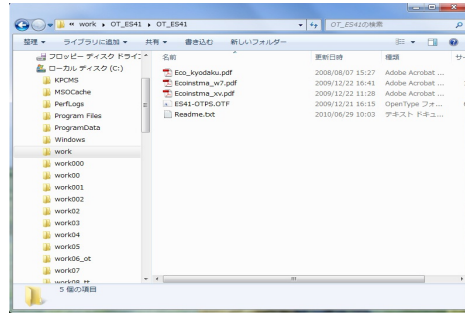 « work ▸ OT_ES41 ▸ OT_ES41
OT_ES41の検索
整理 ▾ ライブラリに追加 ▾ 共有 ▾ 書き込む 新しいフォルダー
フロッピー ディスク ドライ
ローカル ディスク (C:)
KPCMS
MSOCache
PerfLogs
Program Files
ProgramData
Windows
work
work000
work00
work001
work002
work02
work03
work04
work05
work06_ot
work07
work08_tt
名前 更新日時 種類 サ
Eco_kyodaku.pdf 2008/08/07 15:27 Adobe Acrobat ...
Ecoinstma_w7.pdf 2009/12/22 16:41 Adobe Acrobat ...
Ecoinstma_xv.pdf 2009/12/22 11:28 Adobe Acrobat ...
ES41-OTPS.OTF 2009/12/21 16:15 OpenType フォ...
Readme.txt 2010/06/29 10:03 テキスト ドキュ...
5 個の項目